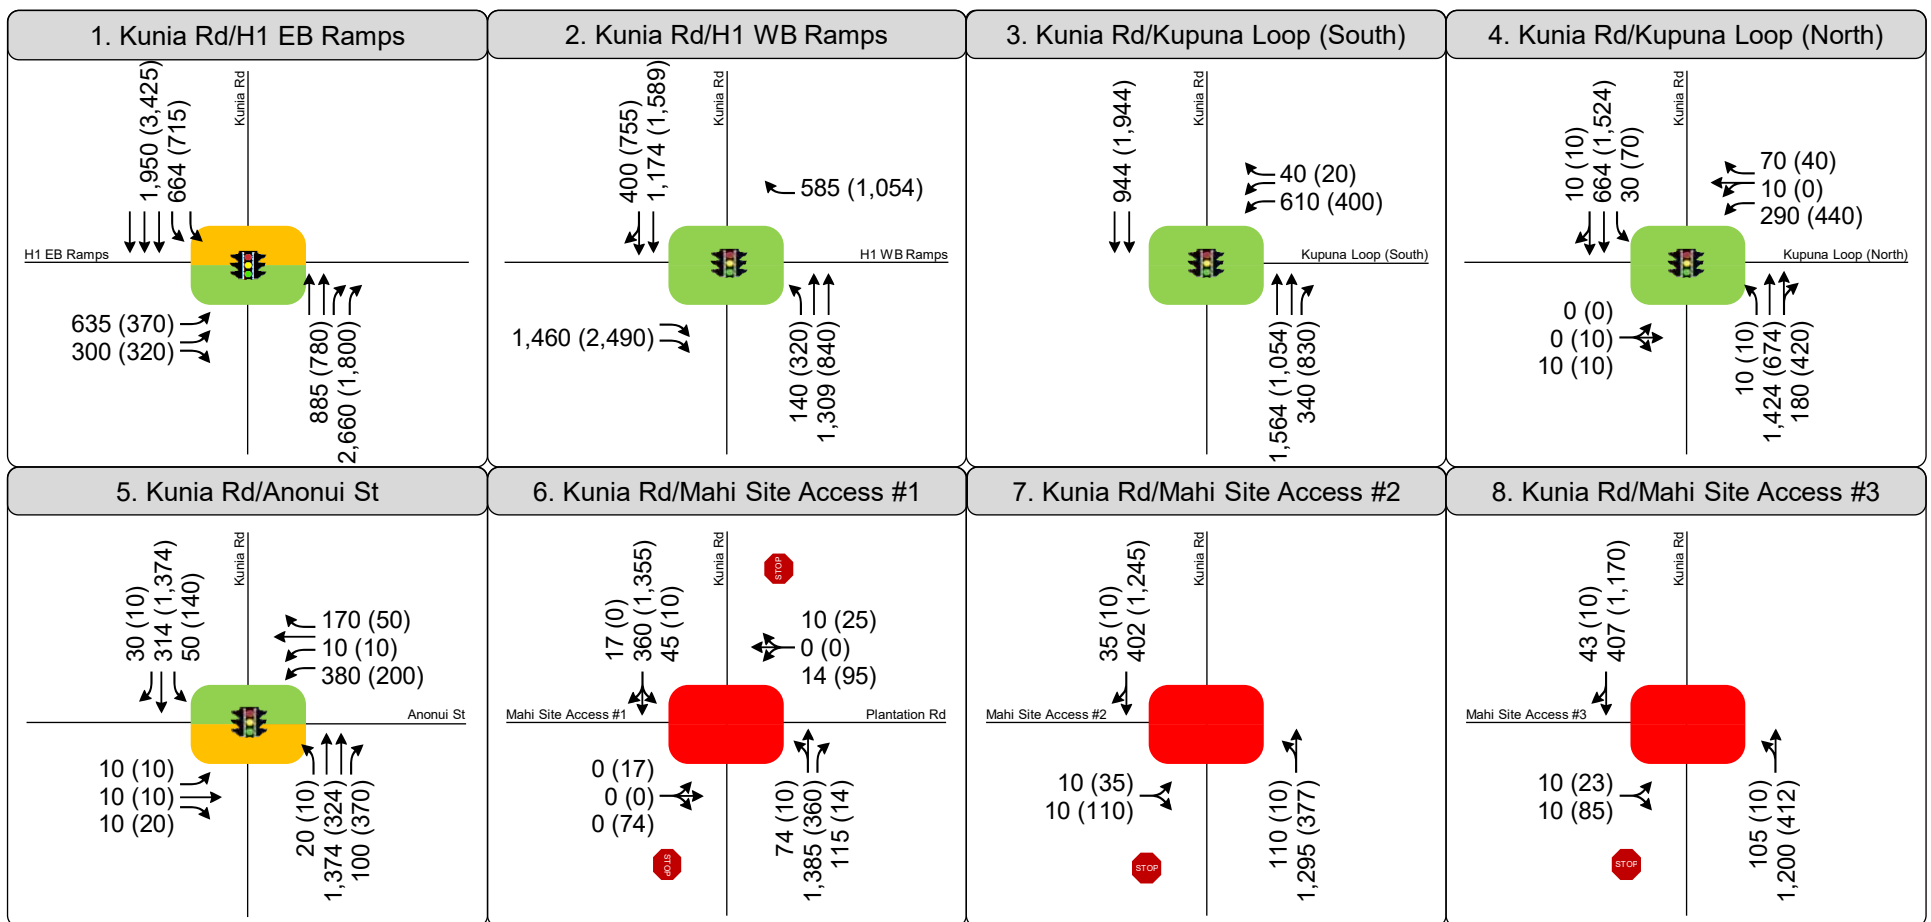 1. Kunia Rd/H1 EB Ramps
1,950 (3,425)
664 (715)
Kunia Rd
H1 EB Ramps
635 (370)
300 (320)
885 (780)
2,660 (1,800)
2. Kunia Rd/H1 WB Ramps
400 (755)
1,174 (1,589)
Kunia Rd
585 (1,054)
H1 WB Ramps
1,460 (2,490)
140 (320)
1,309 (840)
3. Kunia Rd/Kupuna Loop (South)
944 (1,944)
Kunia Rd
40 (20)
610 (400)
Kupuna Loop (South)
1,564 (1,054)
340 (830)
4. Kunia Rd/Kupuna Loop (North)
10 (10)
664 (1,524)
30 (70)
Kunia Rd
70 (40)
10 (0)
290 (440)
Kupuna Loop (North)
0 (0)
0 (10)
10 (10)
10 (10)
1,424 (674)
180 (420)
5. Kunia Rd/Anonui St
30 (10)
314 (1,374)
50 (140)
Kunia Rd
170 (50)
10 (10)
380 (200)
Anonui St
10 (10)
10 (10)
10 (20)
20 (10)
1,374 (324)
100 (370)
6. Kunia Rd/Mahi Site Access #1
17 (0)
360 (1,355)
45 (10)
Kunia Rd
STOP
10 (25)
0 (0)
14 (95)
Mahi Site Access #1
Plantation Rd
0 (17)
0 (0)
0 (74)
STOP
74 (10)
1,385 (360)
115 (14)
7. Kunia Rd/Mahi Site Access #2
35 (10)
402 (1,245)
Kunia Rd
Mahi Site Access #2
10 (35)
10 (110)
STOP
110 (10)
1,295 (377)
8. Kunia Rd/Mahi Site Access #3
43 (10)
407 (1,170)
Kunia Rd
Mahi Site Access #3
10 (23)
10 (85)
STOP
105 (10)
1,200 (412)